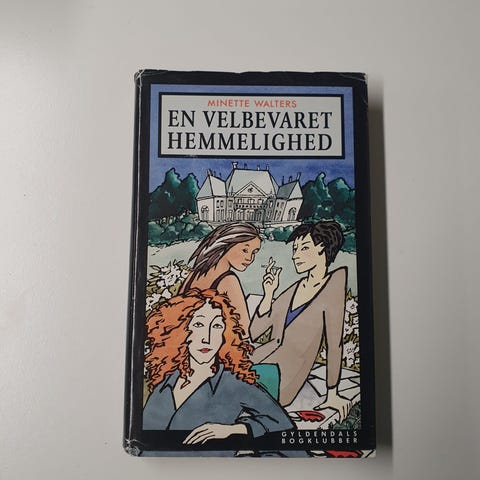 MINETTE WALTERS
EN VELBEVARET
HEMMELIGHED
GYLDENDALS
BOGKLUBBER